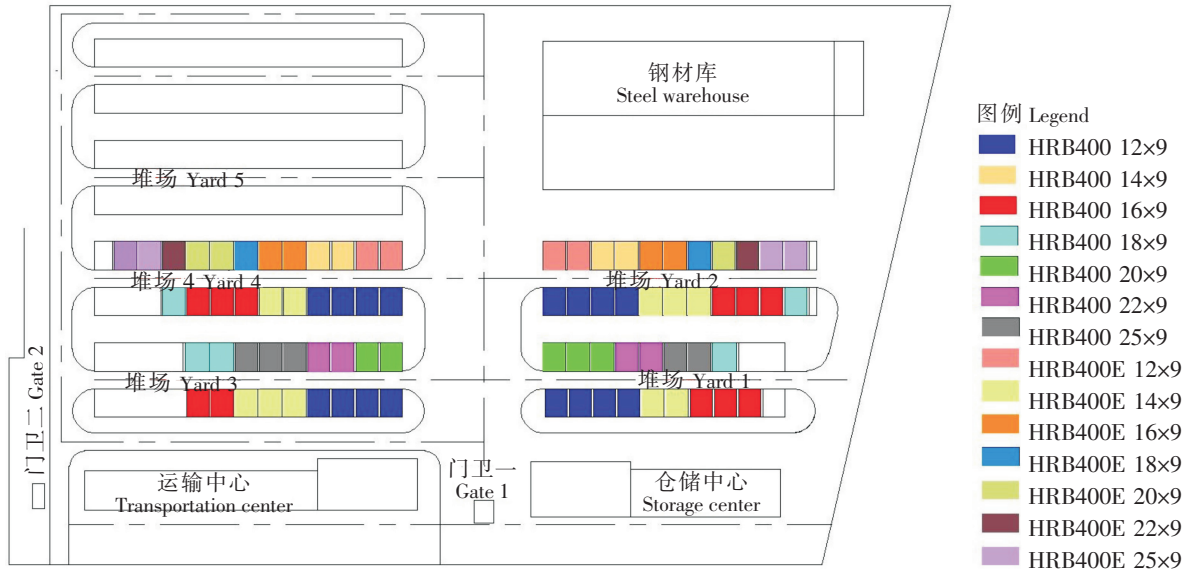 钢材库
Steel warehouse
堆场 Yard 5
堆场 4 Yard 4
堆场 Yard 2
堆场 Yard 3
堆场 Yard 1
门卫二 Gate 2
运输中心
Transportation center
门卫一
Gate 1
仓储中心
Storage center
图例 Legend
HRB400 12×9
HRB400 14×9
HRB400 16×9
HRB400 18×9
HRB400 20×9
HRB400 22×9
HRB400 25×9
HRB400E 12×9
HRB400E 14×9
HRB400E 16×9
HRB400E 18×9
HRB400E 20×9
HRB400E 22×9
HRB400E 25×9